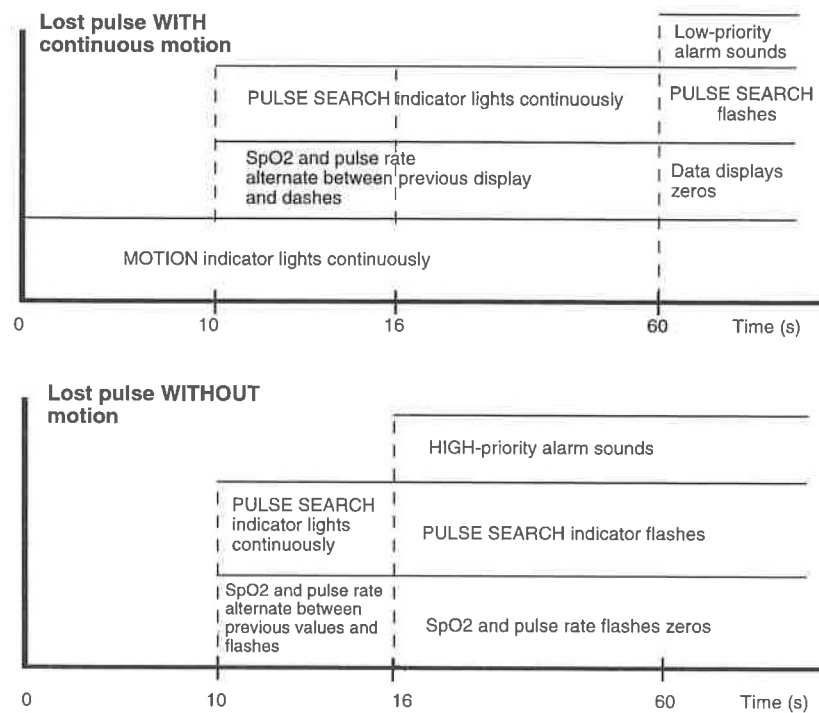 Lost pulse WITH
continuous motion
Low-priority
alarm sounds
PULSE SEARCH indicator lights continuously
PULSE SEARCH
flashes
SpO2 and pulse rate
alternate between previous display
and dashes
Data displays
zeros
MOTION indicator lights continuously
0 10 16 60 Time (s)
Lost pulse WITHOUT
motion
HIGH-priority alarm sounds
PULSE SEARCH
indicator lights
continuously
PULSE SEARCH indicator flashes
SpO2 and pulse rate
alternate between
previous values and
flashes
SpO2 and pulse rate flashes zeros
0 10 16 60 Time (s)